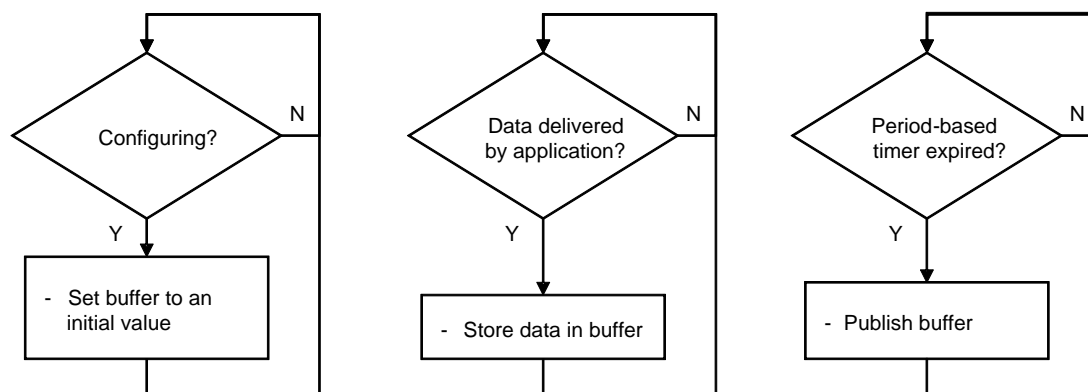 Configuring?
N
Y
- Set buffer to an
initial value
Data delivered
by application?
N
Y
- Store data in buffer
Period-based
timer expired?
N
Y
- Publish buffer